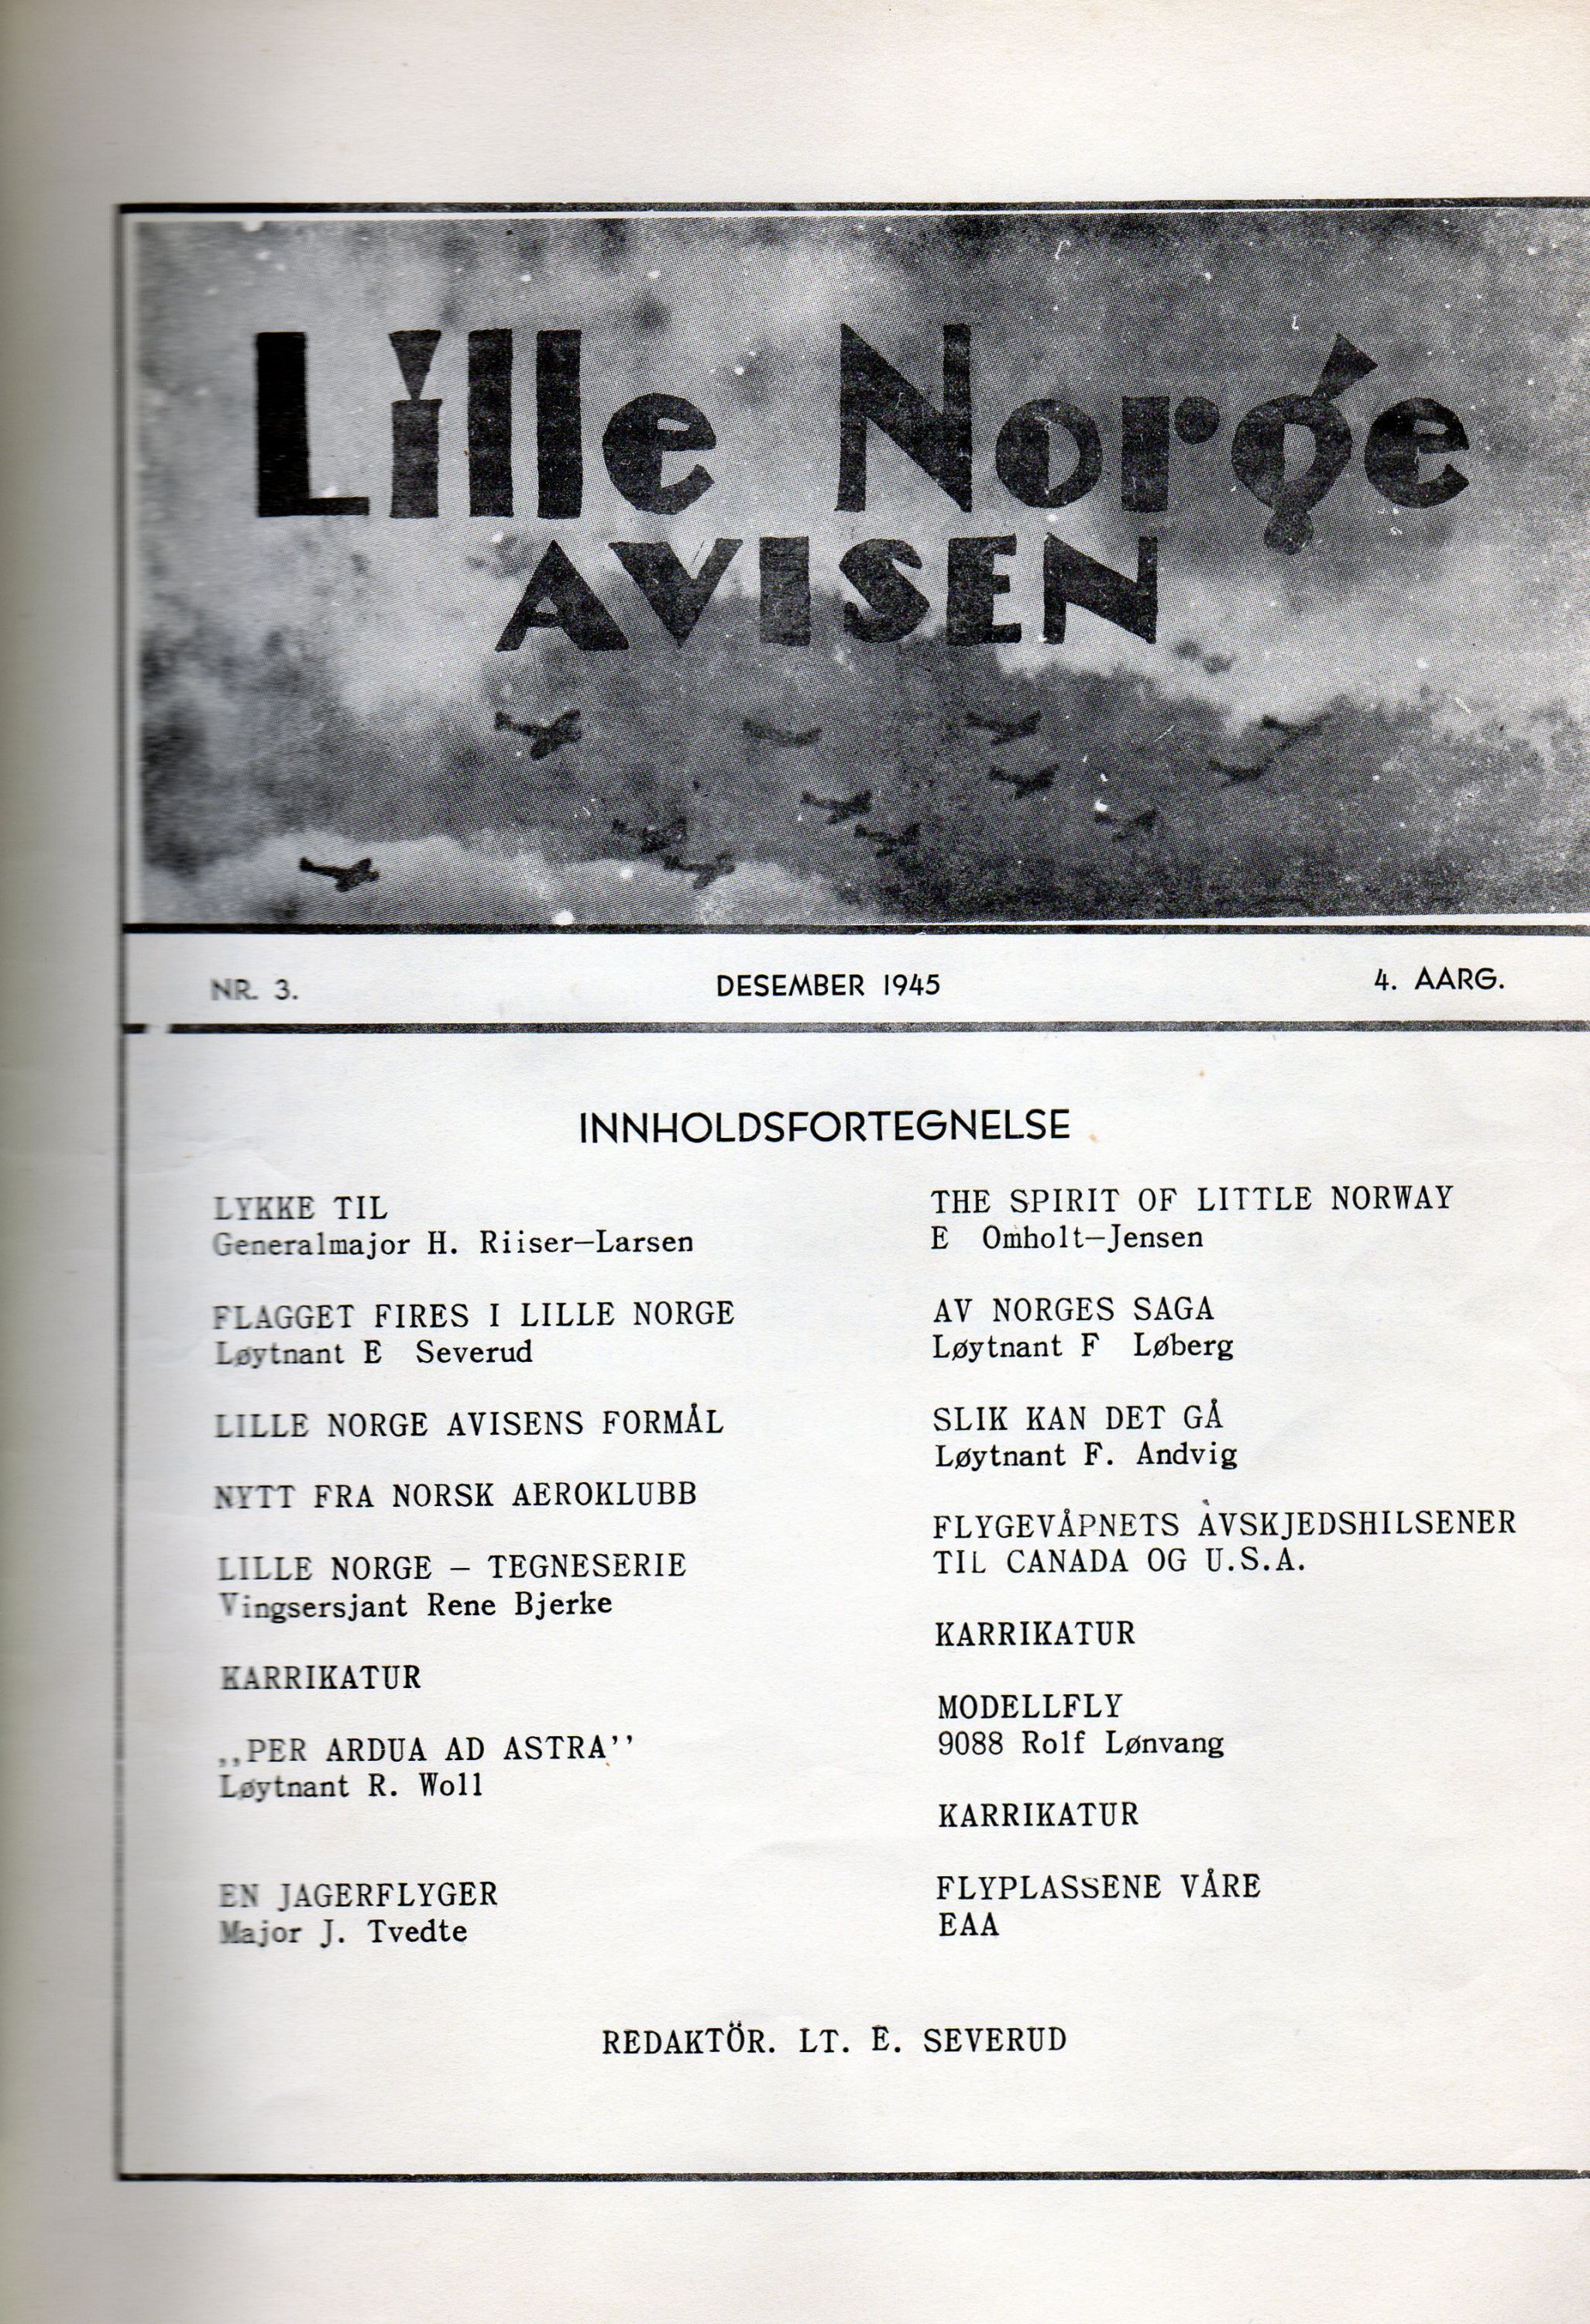 Lille Norge
AVISEN
NR. 3.
DESEMBER 1945
4. AARG.
INNHOLDSFORTEGNELSE
LYKKE TIL
Generalmajor H. Riiser-Larsen
FLAGGET FIRES I LILLE NORGE
Løytnant E Severud
LILLE NORGE AVISENS FORMÅL
NYTT FRA NORSK AEROKLUBB
LILLE NORGE - TEGNESERIE
Vingsersjant Rene Bjerke
KARRIKATUR
,,PER ARDUA AD ASTRA''
Løytnant R. Woll
EN JAGERFLYGER
Major J. Tvedte
THE SPIRIT OF LITTLE NORWAY
E Omholt-Jensen
AV NORGES SAGA
Løytnant F Løberg
SLIK KAN DET GÅ
Løytnant F. Andvig
FLYGEVÅPNETS AVSKJEDSHILSENER
TIL CANADA OG U.S.A.
KARRIKATUR
MODELLFLY
9088 Rolf Lønvang
KARRIKATUR
FLYPLASSENE VÅRE
EAA
REDAKTÖR. LT. E. SEVERUD